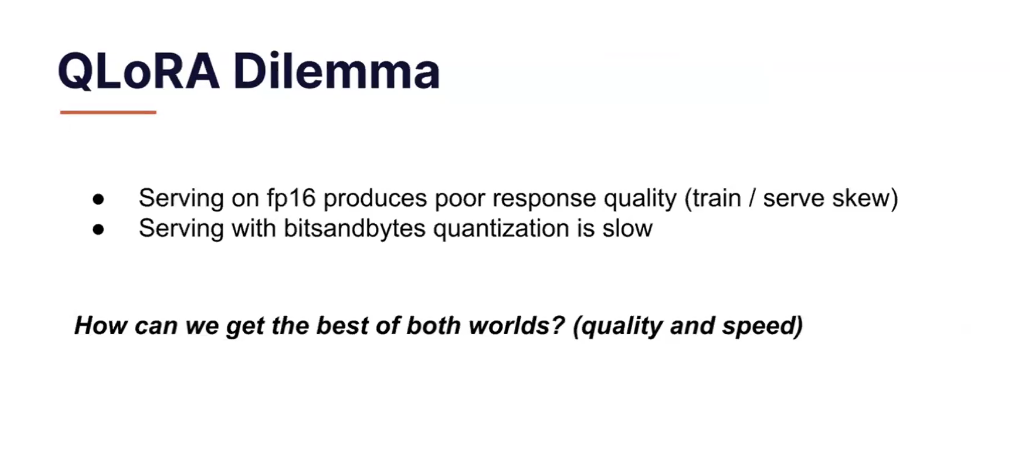 QLoRA Dilemma
● Serving on fp16 produces poor response quality (train / serve skew)
● Serving with bitsandbytes quantization is slow
How can we get the best of both worlds? (quality and speed)